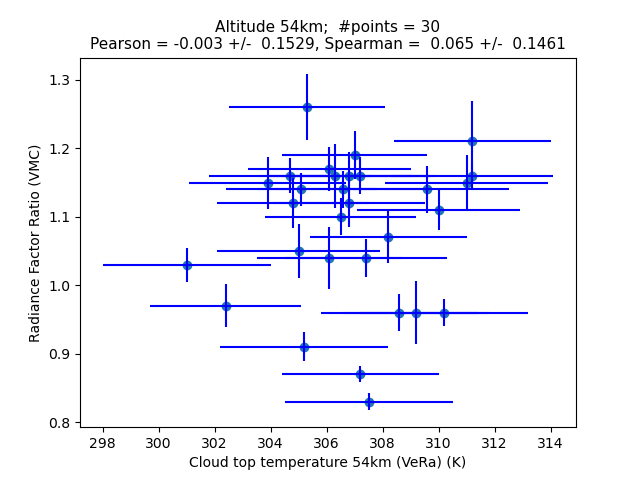 Altitude 54km;  #points = 30
Pearson = -0.003 +/-  0.1529, Spearman =  0.065 +/-  0.1461
1.3
1.2
1.1
1.0
0.9
0.8
Radiance Factor Ratio (VMC)
298 300 302 304 306 308 310 312 314
Cloud top temperature 54km (VeRa) (K)